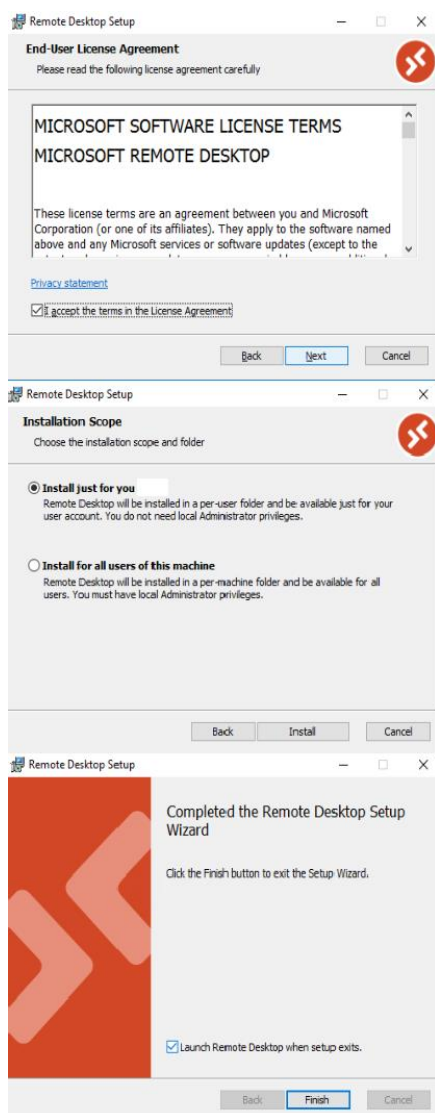 Remote Desktop Setup
End-User License Agreement
Please read the following license agreement carefully
MICROSOFT SOFTWARE LICENSE TERMS
MICROSOFT REMOTE DESKTOP
These license terms are an agreement between you and Microsoft
Corporation (or one of its affiliates). They apply to the software named
above and any Microsoft services or software updates (except to the
Privacy statement
I accept the terms in the License Agreement
Back Next Cancel
Remote Desktop Setup
Installation Scope
Choose the installation scope and folder
Install just for you
Remote Desktop will be installed in a per-user folder and be available just for your
user account. You do not need local Administrator privileges.
Install for all users of this machine
Remote Desktop will be installed in a per-machine folder and be available for all
users. You must have local Administrator privileges.
Back Install Cancel
Remote Desktop Setup
Completed the Remote Desktop Setup
Wizard
Click the Finish button to exit the Setup Wizard.
Launch Remote Desktop when setup exits.
Back Finish Cancel